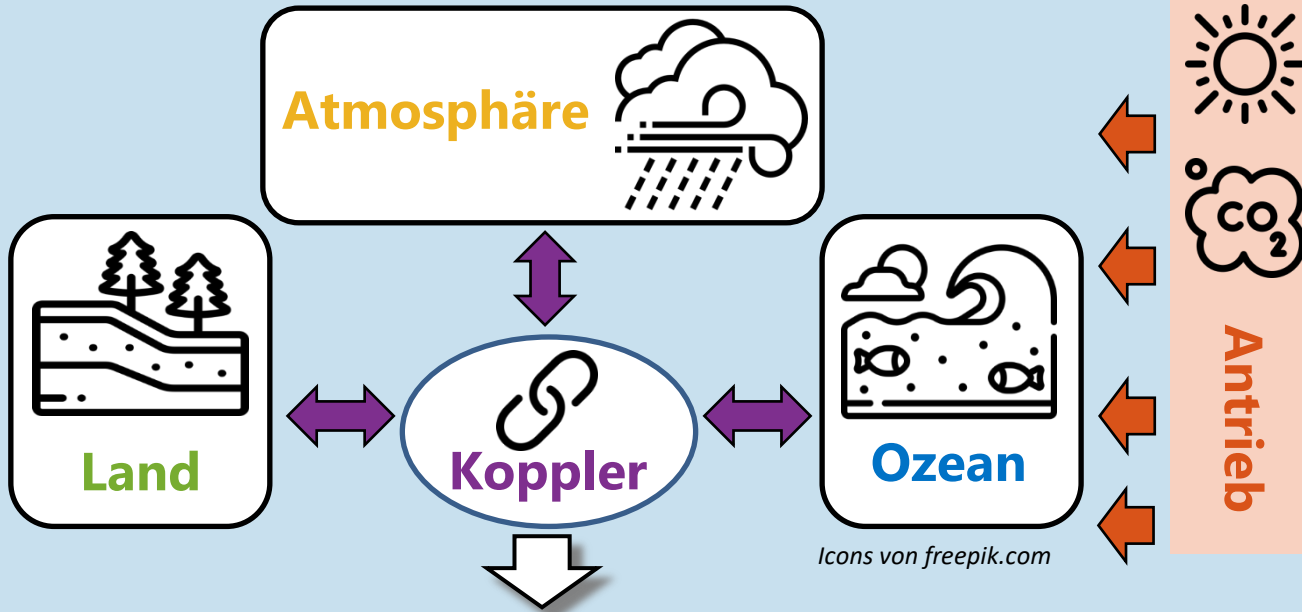 Atmosphäre
CO2
Land
Koppler
Ozean
Antrieb
Icons von freepik.com